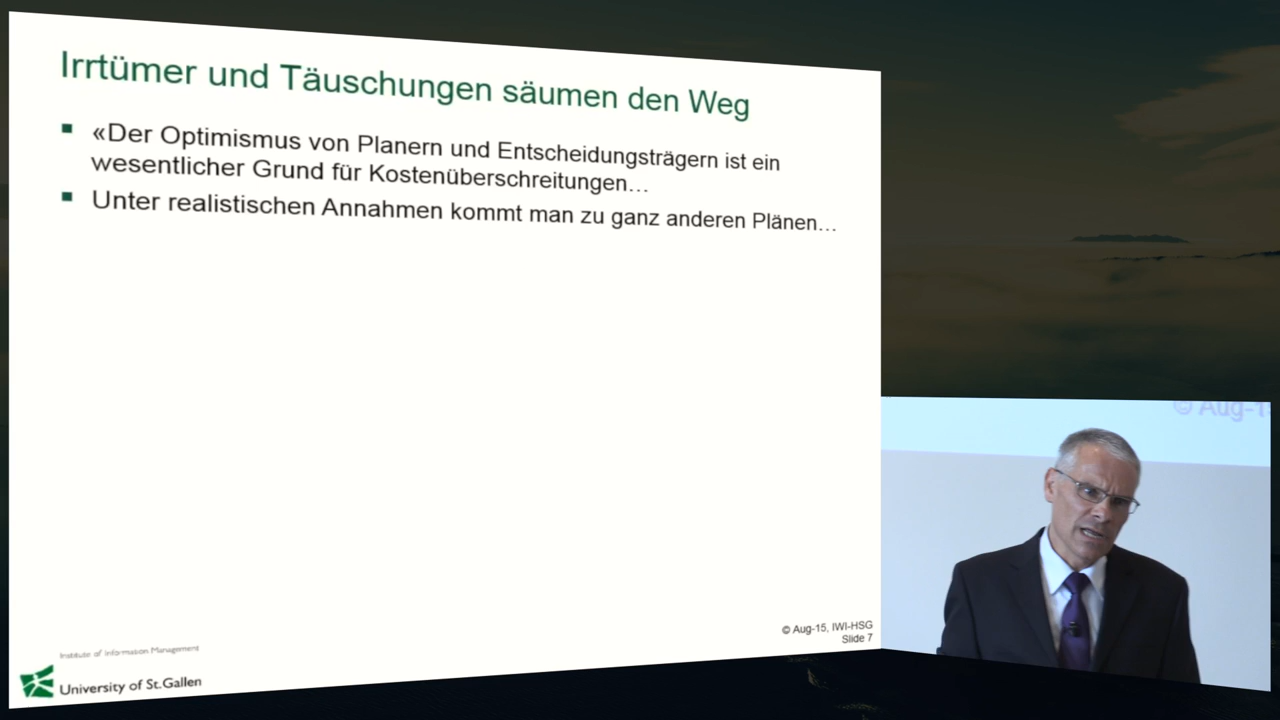 Irrtümer und Täuschungen säumen den Weg
«Der Optimismus von Planern und Entscheidungsträgern ist ein
wesentlicher Grund für Kostenüberschreitungen…
Unter realistischen Annahmen kommt man zu ganz anderen Plänen…
© Aug-15, IWI-HSG
Slide 7
Institute of Information Management
University of St.Gallen
© Aug-1